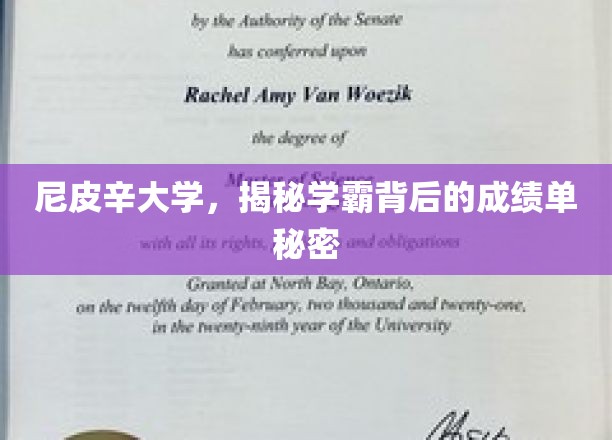 by the Authority of the Senate
has conferred upon
Rachel Amy Van Woezik
the degree of
Master of Science
尼皮辛大学，揭秘学霸背后的成绩单
秘密
with all its rights, and obligations
Granted at North Bay, Ontario,
on the twelfth day of February, two thousand and twenty-one,
in the twenty-ninth year of the University